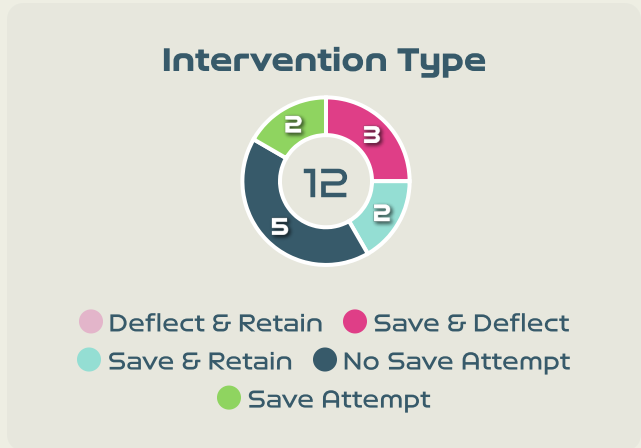 Intervention Type
2
3
12
2
5
Deflect & Retain
Save & Deflect
Save & Retain
No Save Attempt
Save Attempt